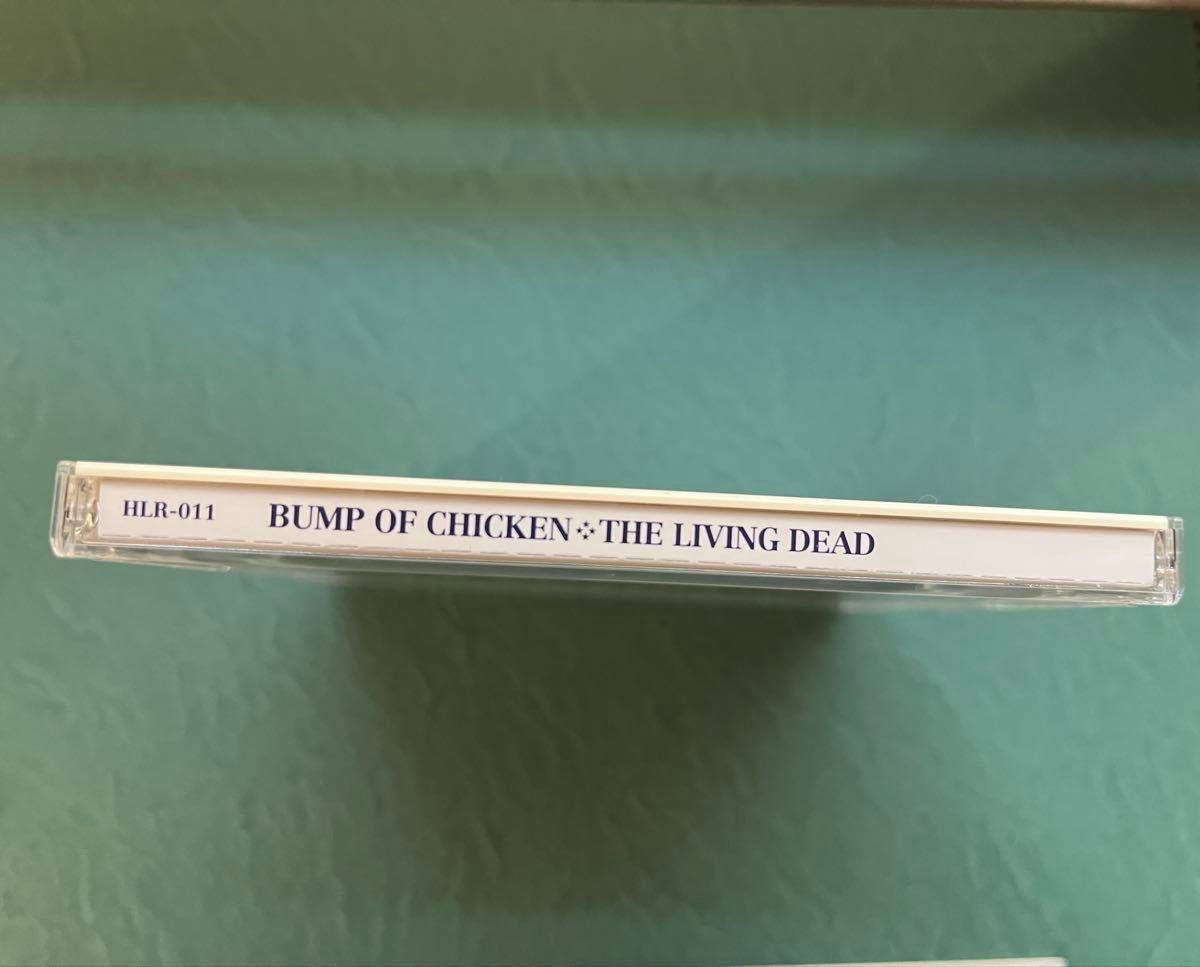 HLR-011 BUMP OF CHICKEN※THE LIVING DEAD